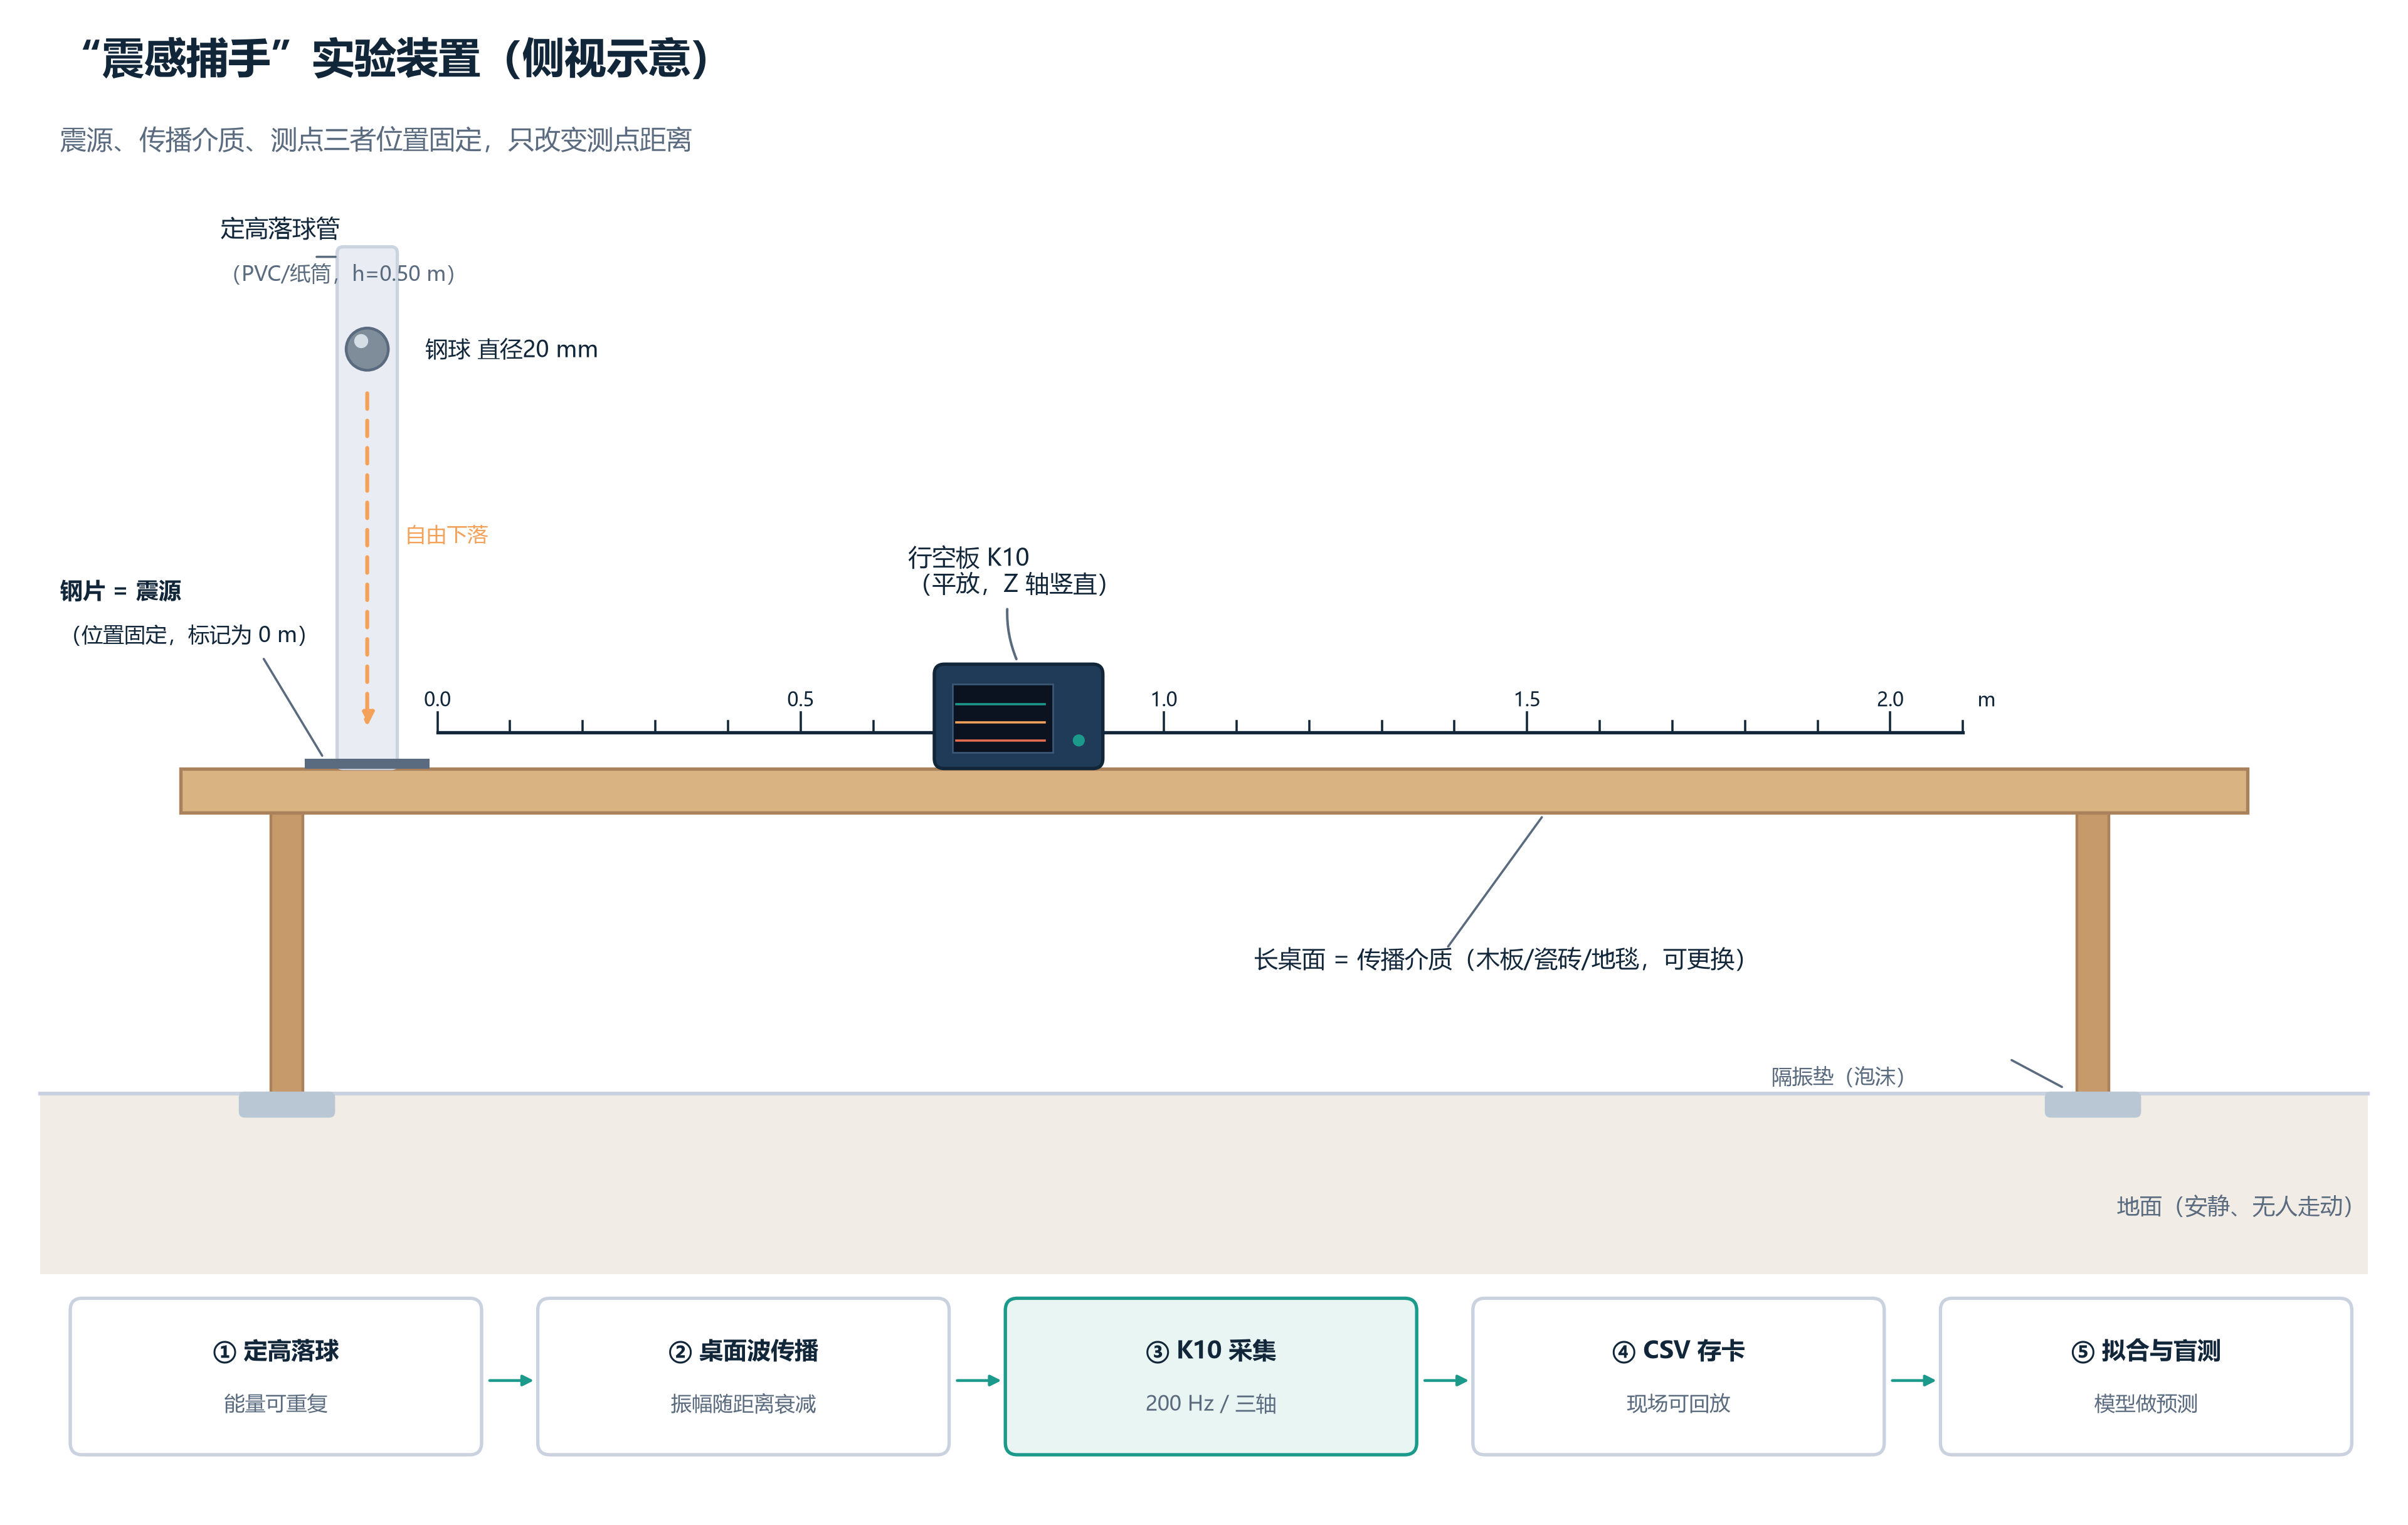 “震感捕手”实验装置（侧视示意）
震源、传播介质、测点三者位置固定，只改变测点距离
定高落球管
（PVC/纸筒，h=0.50 m）
钢球 直径20 mm
自由下落
行空板 K10
（平放，Z 轴竖直）
钢片 = 震源
（位置固定，标记为 0 m）
0.0 0.5 1.0 1.5 2.0 m
长桌面 = 传播介质（木板/瓷砖/地毯，可更换）
隔振垫（泡沫）
地面（安静、无人走动）
① 定高落球
能量可重复
② 桌面波传播
振幅随距离衰减
③ K10 采集
200 Hz / 三轴
④ CSV 存卡
现场可回放
⑤ 拟合与盲测
模型做预测